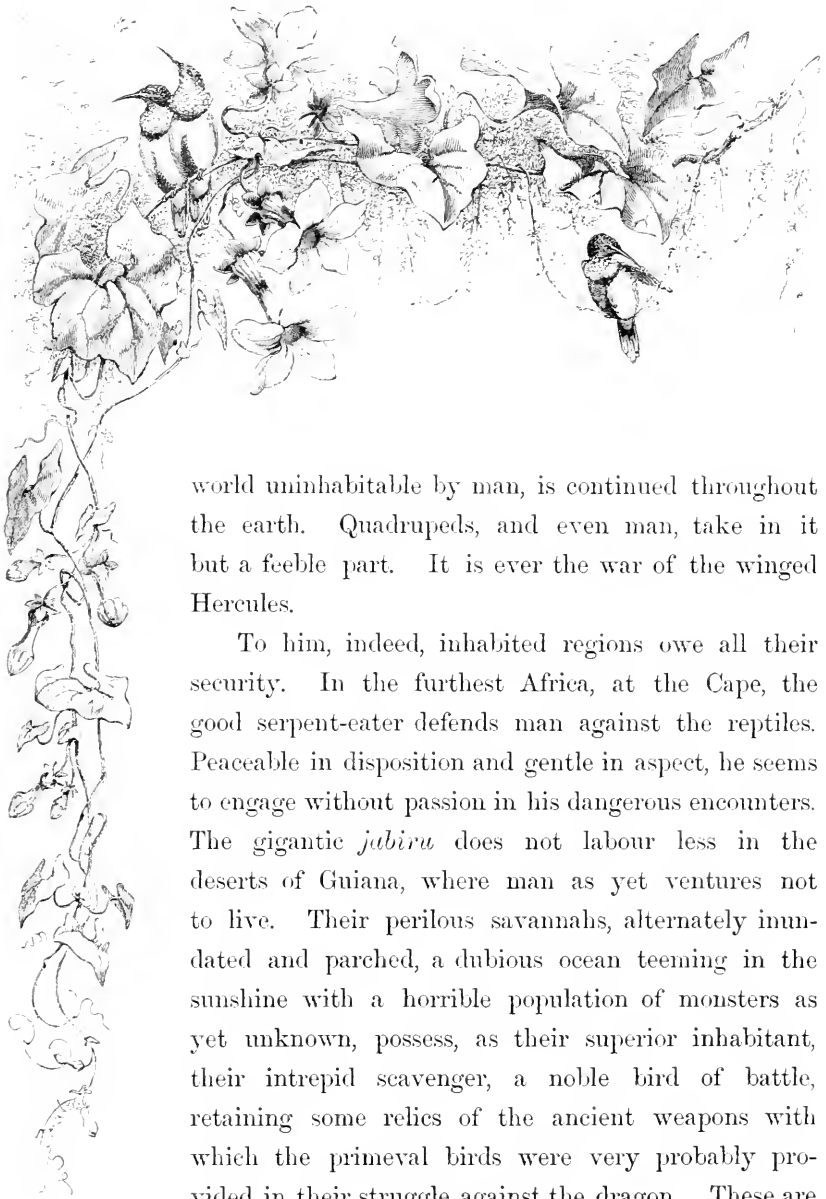 world uninhabitable by man, is continued throughout
the earth. Quadrupeds, and even man, take in it
but a feeble part. It is ever the war of the winged
Hercules.
To him, indeed, inhabited regions owe all their
security. In the furthest Africa, at the Cape, the
good serpent-eater defends man against the reptiles.
Peaceable in disposition and gentle in aspect, he seems
to engage without passion in his dangerous encounters.
The gigantic jabiru does not labour less in the
deserts of Guiana, where man as yet ventures not
to live. Their perilous savannahs, alternately inun-
dated and parched, a dubious ocean teeming in the
sunshine with a horrible population of monsters as
yet unknown, possess, as their superior inhabitant,
their intrepid scavenger, a noble bird of battle,
retaining some relics of the ancient weapons with
which the primeval birds were very probably pro-
vided in their struggle against the dragon. These are